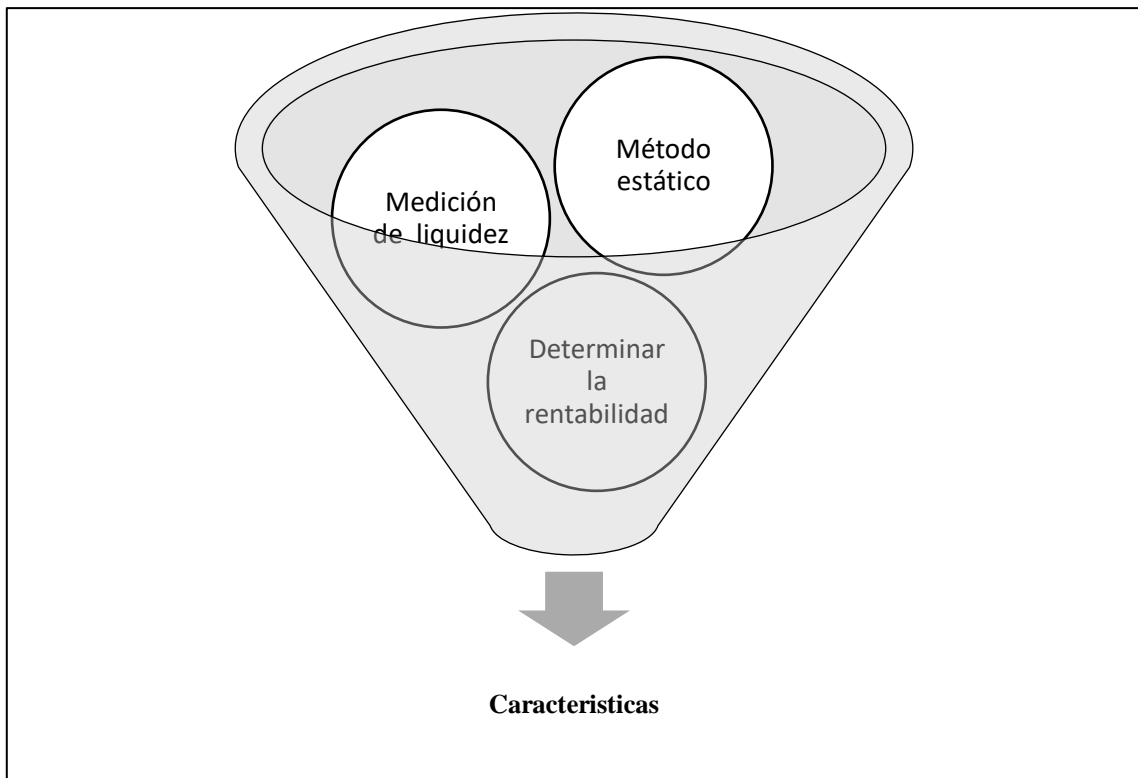 Método
estático
Medición
de liquidez
Determinar
la
rentabilidad
Caracteristicas